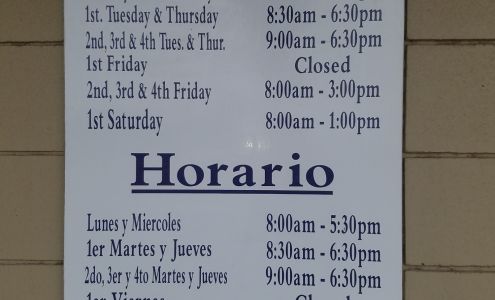 1st. Tuesday & Thursday 8:30am - 6:30pm
2nd, 3rd & 4th Tues. & Thur. 9:00am - 6:30pm
1st Friday Closed
2nd, 3rd & 4th Friday 8:00am - 3:00pm
1st Saturday 8:00am - 1:00pm
Horario
Lunes y Miercoles 8:00am - 5:30pm
1er Martes y Jueves 8:30am - 6:30pm
2do, 3er y 4to Martes y Jueves 9:00am - 6:30pm
1er Viernes